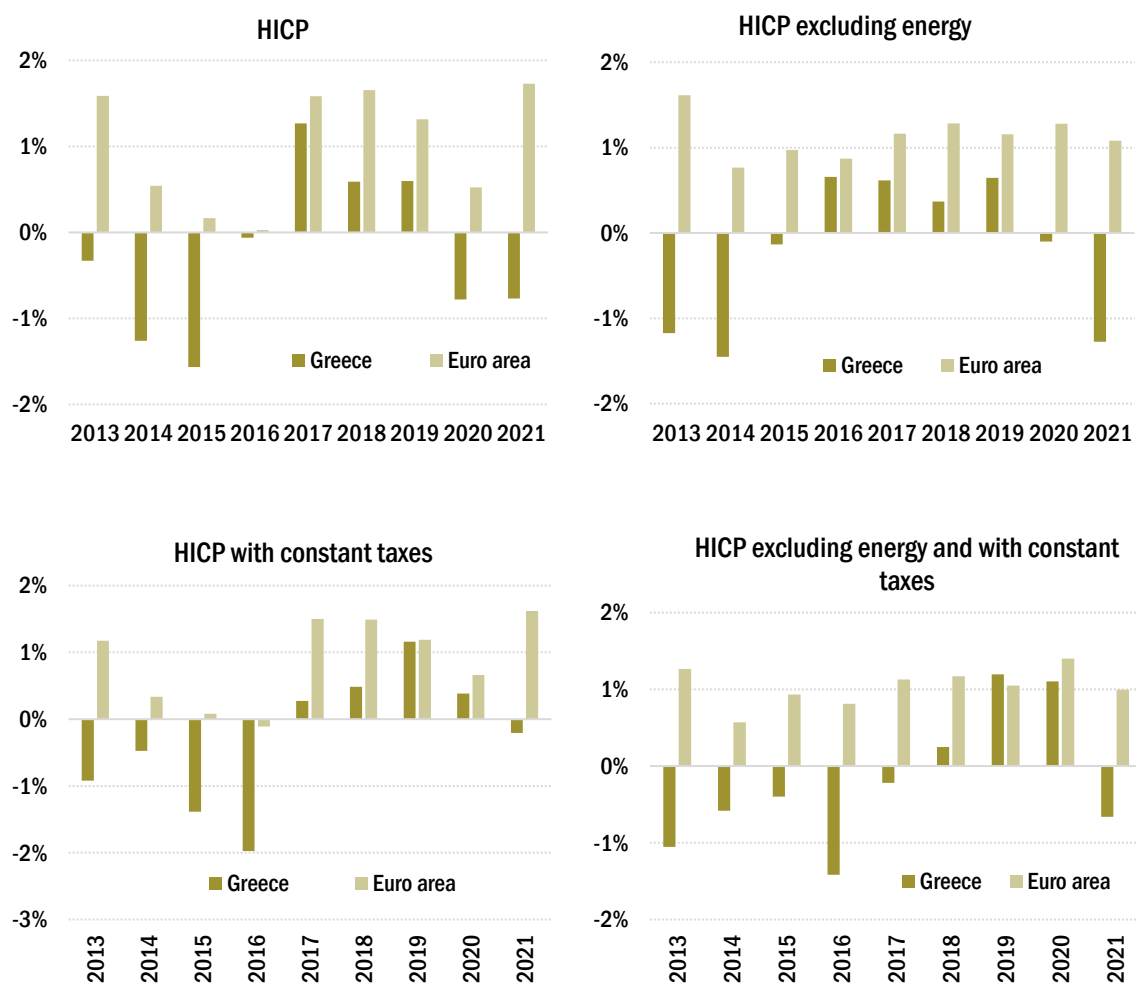 HICP
2%
1%
0%
-1%
-2%
Greece
Euro area
2013 2014 2015 2016 2017 2018 2019 2020 2021
HICP excluding energy
2%
1%
0%
-1%
-2%
Greece
Euro area
2013 2014 2015 2016 2017 2018 2019 2020 2021
HICP with constant taxes
2%
1%
0%
-1%
-2%
-3%
Greece
Euro area
2013
2014
2015
2016
2017
2018
2019
2020
2021
HICP excluding energy and with constant
taxes
2%
1%
0%
-1%
-2%
Greece
Euro area
2013
2014
2015
2016
2017
2018
2019
2020
2021